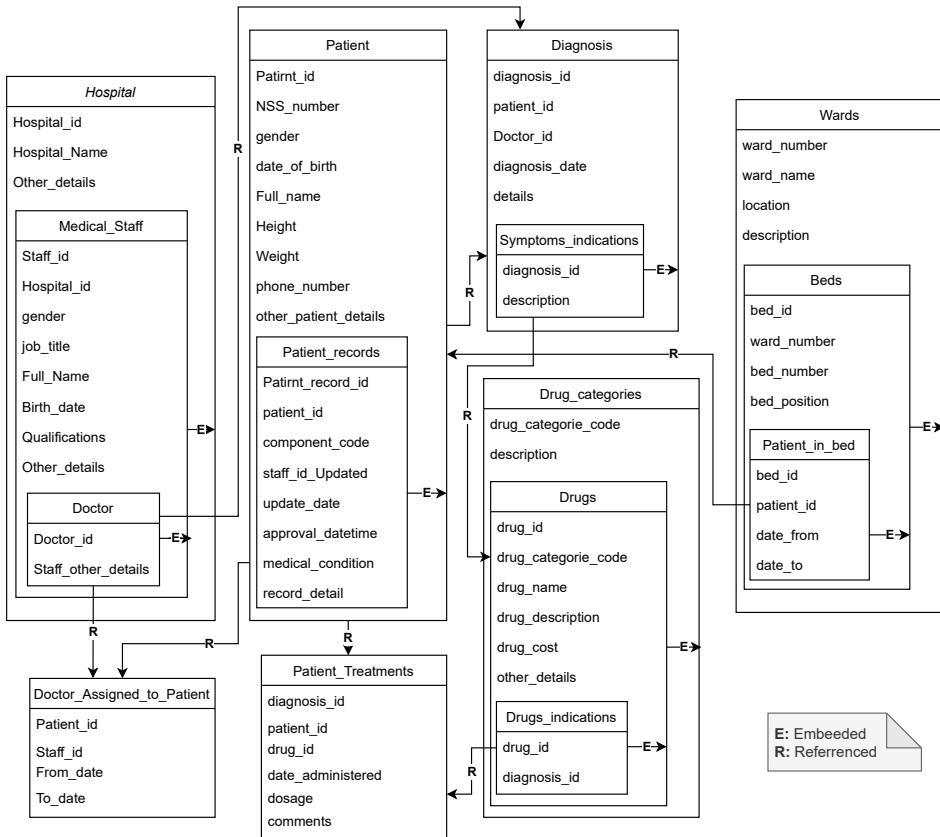 Hospital
Hospital_id
Hospital_Name
Other_details
Medical_Staff
Staff_id
Hospital_id
gender
job_title
Full_Name
Birth_date
Qualifications
Other_details
E
Doctor
Doctor_id
Staff_other_details
E
R
R
R
Doctor_Assigned_to_Patient
Patient_id
Staff_id
From_date
To_date
Patient
Patirnt_id
NSS_number
gender
date_of_birth
Full_name
Height
Weight
phone_number
other_patient_details
Patient_records
Patirnt_record_id
patient_id
component_code
staff_id_Updated
update_date
approval_datetime
medical_condition
record_detail
E
R
R
Patient_Treatments
diagnosis_id
patient_id
drug_id
date_administered
dosage
comments
Diagnosis
diagnosis_id
patient_id
Doctor_id
diagnosis_date
details
Symptoms_indications
diagnosis_id
description
E
R
R
Drug_categories
drug_categorie_code
description
Drugs
drug_id
drug_categorie_code
drug_name
drug_description
drug_cost
other_details
E
Drugs_indications
drug_id
diagnosis_id
E
R
Wards
ward_number
ward_name
location
description
Beds
bed_id
ward_number
bed_number
bed_position
E
Patient_in_bed
bed_id
patient_id
date_from
date_to
E
E: Embeeded
R: Referrenced